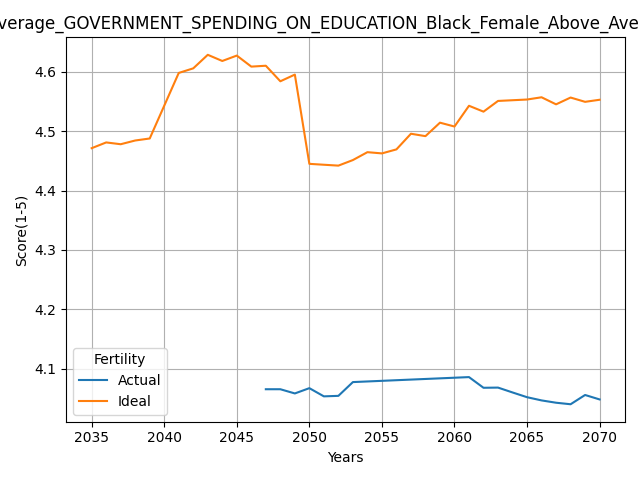 verage_GOVERNMENT_SPENDING_ON_EDUCATION_Black_Female_Above_Ave
4.6
4.5
4.4
4.3
4.2
4.1
Score(1-5)
Fertility
Actual
Ideal
2035 2040 2045 2050 2055 2060 2065 2070
Years